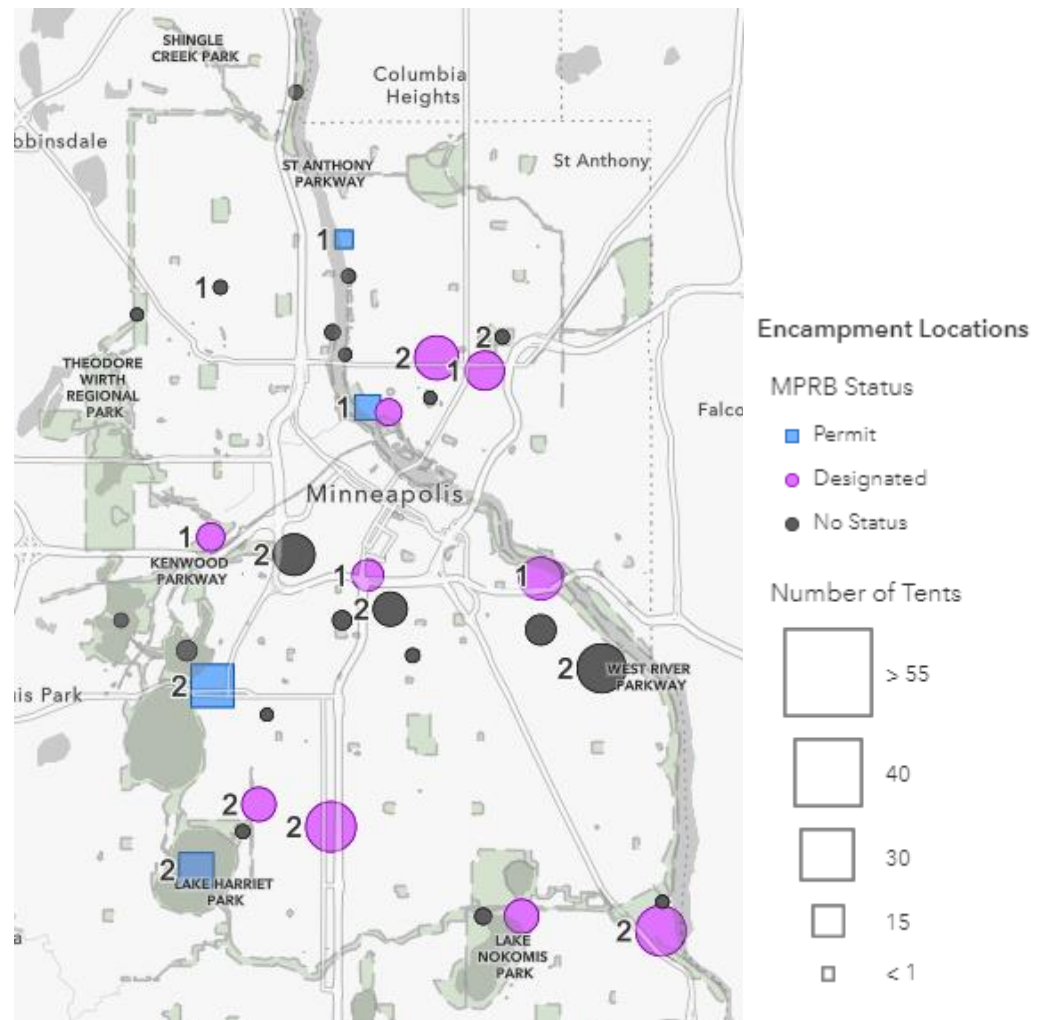 SHINGLE
CREEK PARK
Columbia
Heights
bbinsdale
St Anthony
ST ANTHONY
PARKWAY
1
1
2
2
1
THEODORE
WIRTH
REGIONAL
PARK
1
Falco
Minneapolis
1
2
KENWOOD
PARKWAY
1
1
2
2
WEST RIVER
PARKWAY
2
uis Park
2
2
2
LAKE HARRIET
PARK
2
LAKE
NOKOMIS
PARK
a
Encampment Locations
MPRB Status
Permit
Designated
No Status
Number of Tents
> 55
40
30
15
< 1